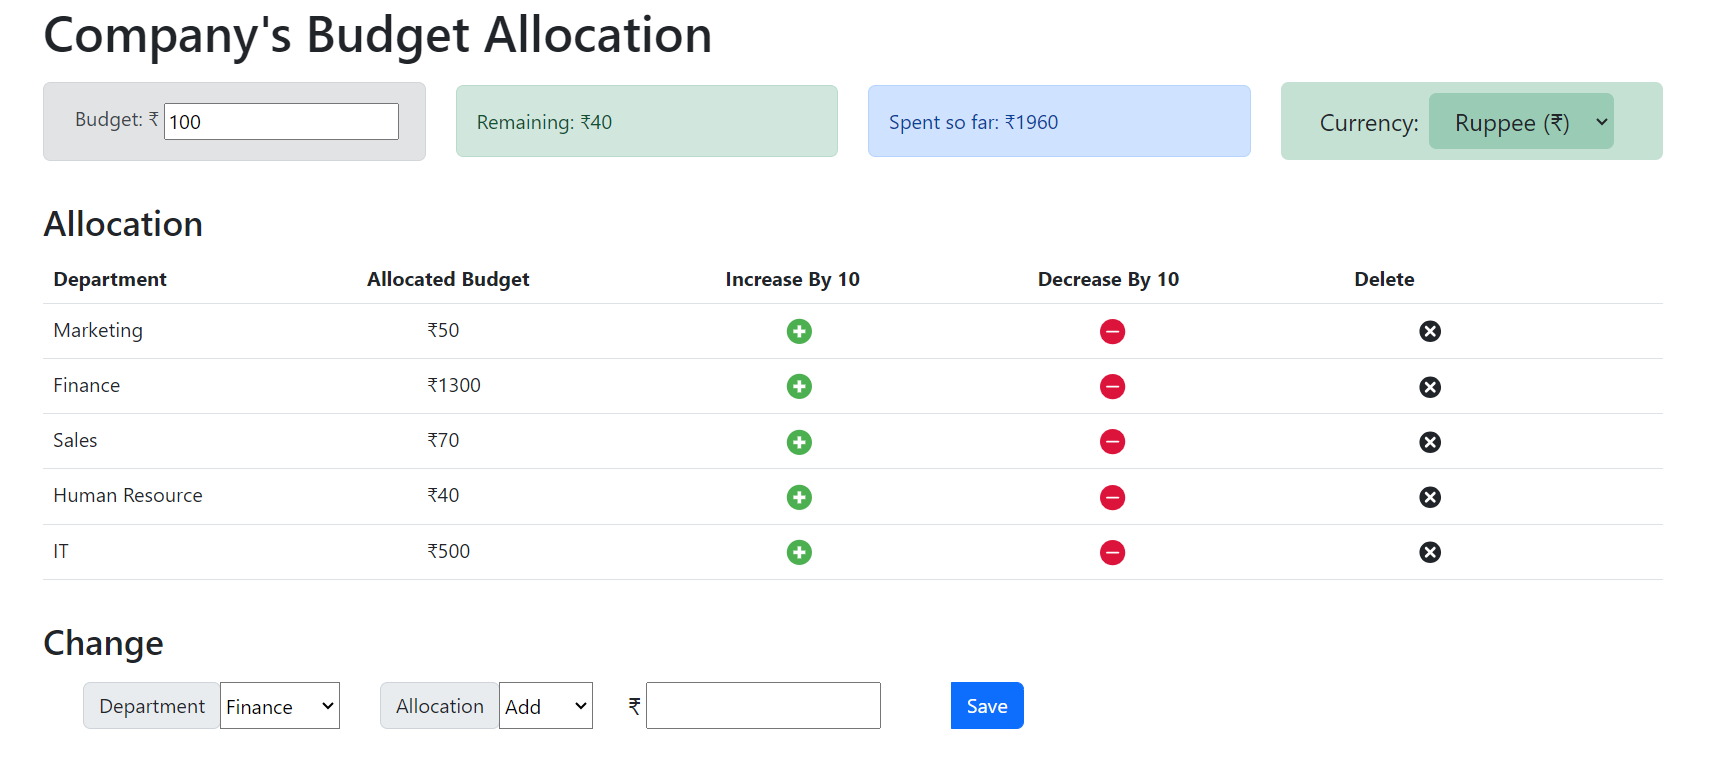 Company's Budget Allocation
Budget: ₹ 100
Remaining: ₹40
Spent so far: ₹1960
Currency: Ruppee (₹)
Allocation
Department Allocated Budget Increase By 10 Decrease By 10 Delete
Marketing ₹50
Finance ₹1300
Sales ₹70
Human Resource ₹40
IT ₹500
Change
Department Finance Allocation Add ₹ Save